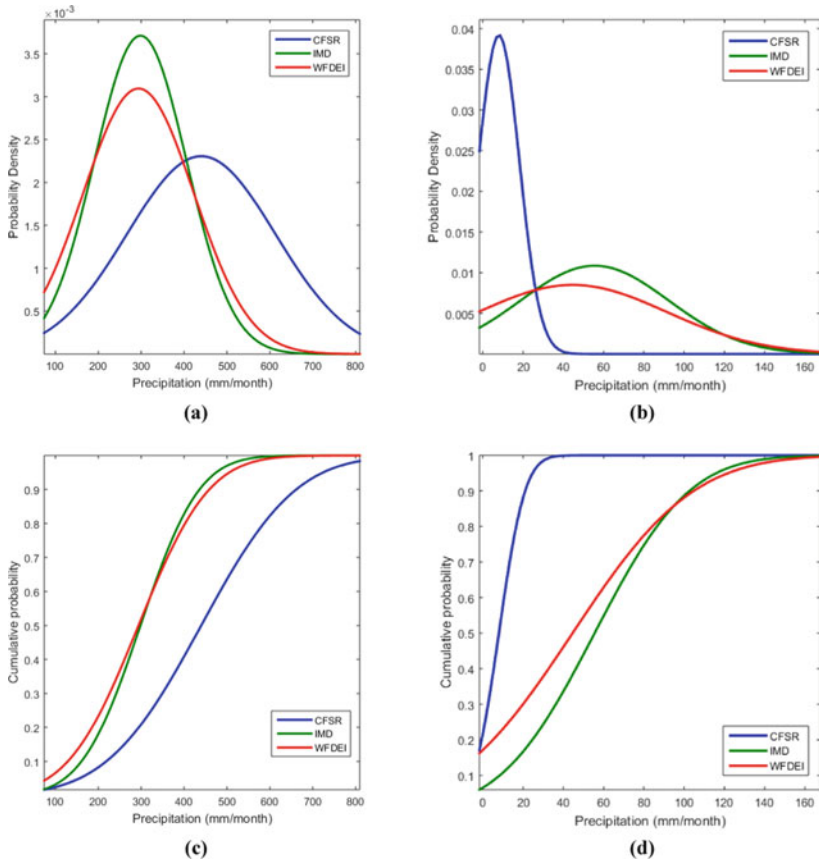 ×10⁻³
4
3.5
3
2.5
2
1.5
1
0.5
Probability Density
CFSR
IMD
WFDEI
100 200 300 400 500 600 700 800
Precipitation (mm/month)
(a)
0.04
0.035
0.03
0.025
0.02
0.015
0.01
0.005
Probability Density
CFSR
IMD
WFDEI
0 20 40 60 80 100 120 140 160
Precipitation (mm/month)
(b)
0.9
0.8
0.7
0.6
0.5
0.4
0.3
0.2
0.1
Cumulative probability
CFSR
IMD
WFDEI
100 200 300 400 500 600 700 800
Precipitation (mm/month)
(c)
1
0.9
0.8
0.7
0.6
0.5
0.4
0.3
0.2
0.1
Cumulative probability
CFSR
IMD
WFDEI
0 20 40 60 80 100 120 140 160
Precipitation (mm/month)
(d)